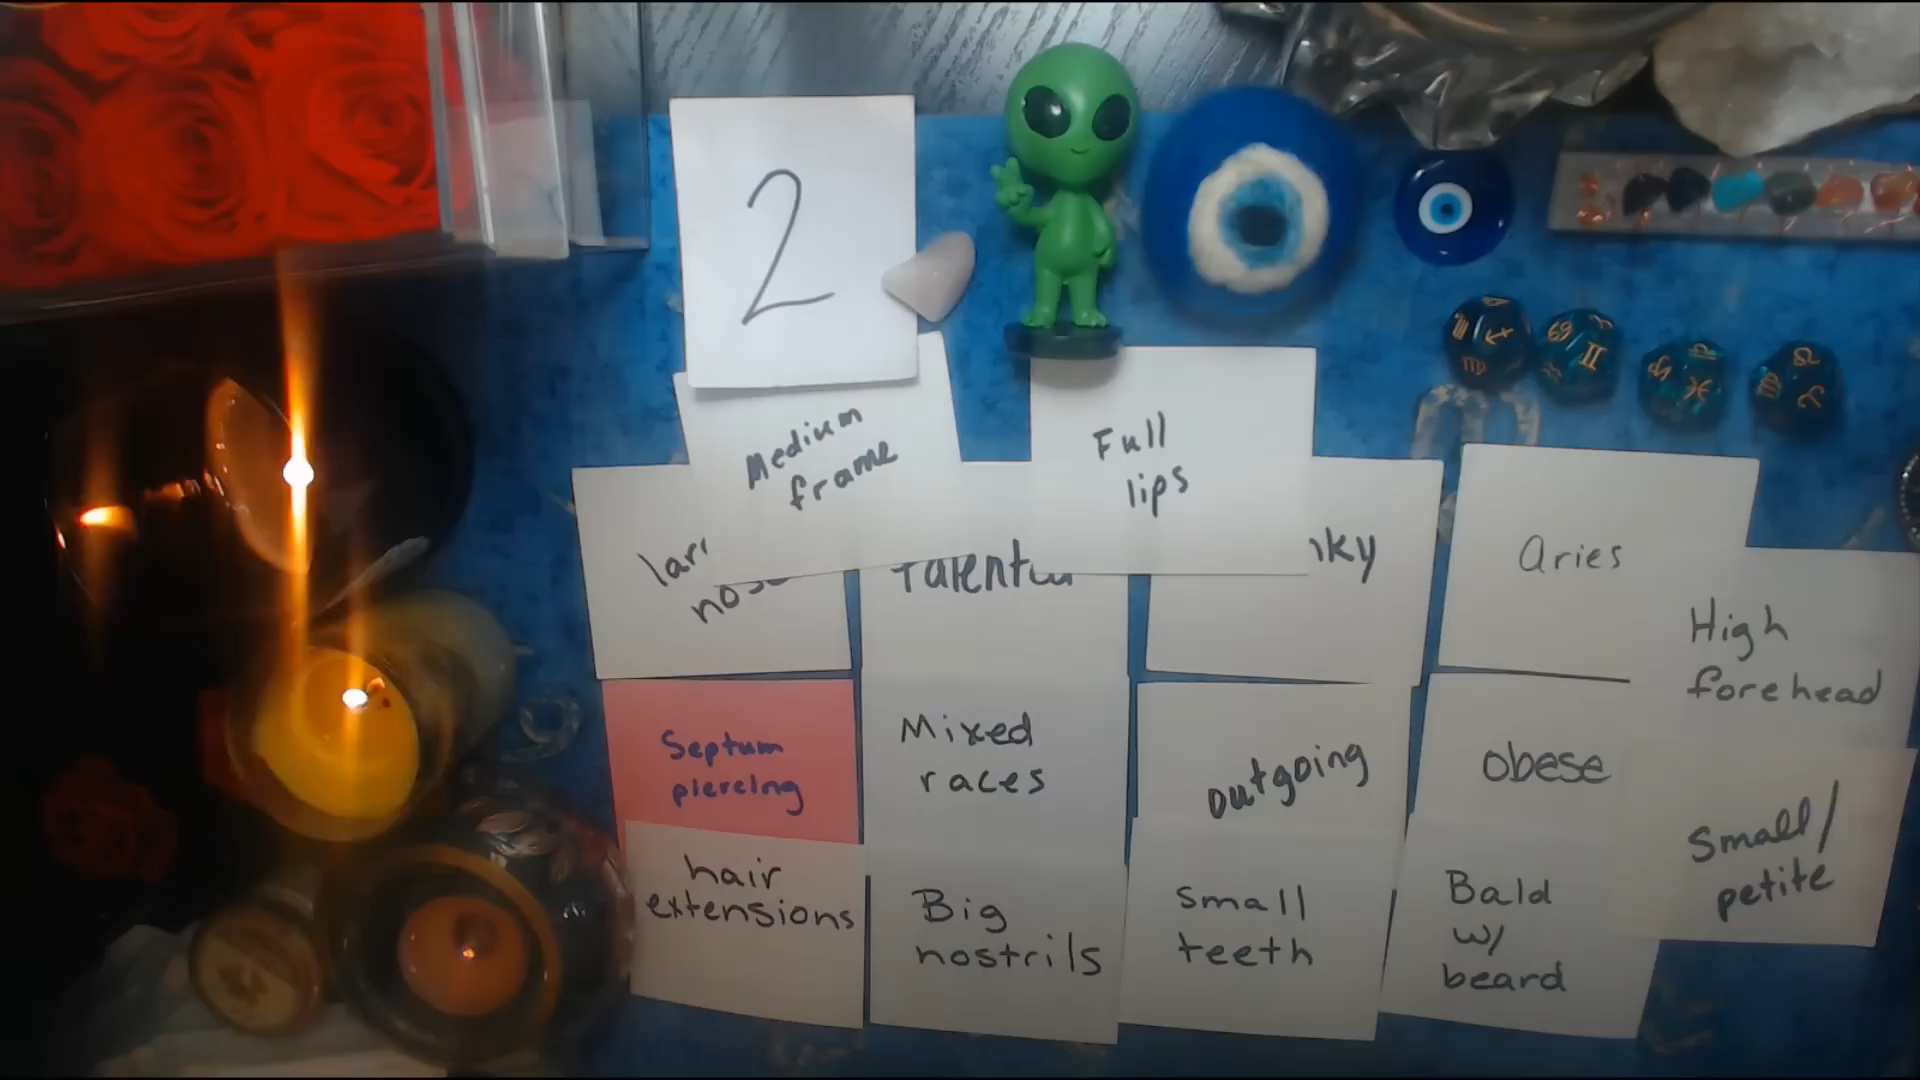 2
Medium
frame
Full
lips
Talented
Aries
High
forehead
Septum
piercing
Mixed
races
outgoing
obese
Small/
petite
hair
extensions
Big
nostrils
small
teeth
Bald
w/
beard